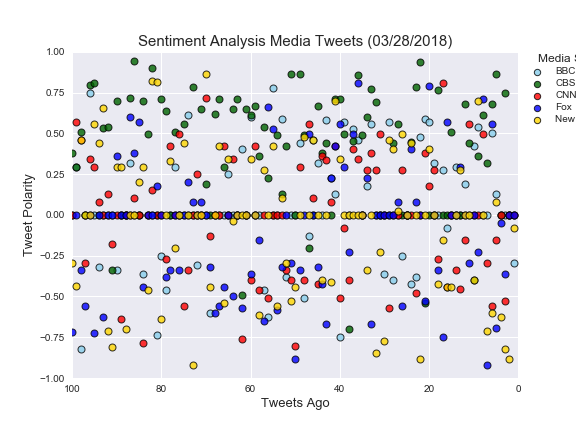 Sentiment Analysis Media Tweets (03/28/2018)
Media S
BBC
CBS
CNN
Fox
New
Tweet Polarity
1.00
0.75
0.50
0.25
0.00
−0.25
−0.50
−0.75
−1.00
100
80
60
40
20
0
Tweets Ago